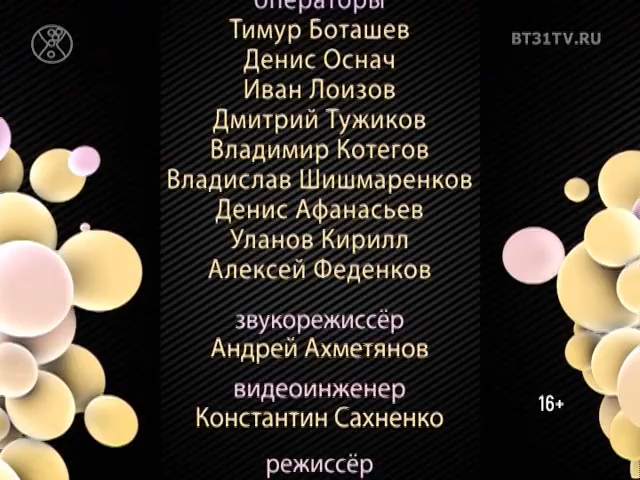 операторы
Тимур Боташев
BT31TV.RU
Денис Оснач
Иван Лоизов
Дмитрий Тужиков
Владимир Котегов
Владислав Шишмаренков
Денис Афанасьев
Уланов Кирилл
Алексей Феденков
звукорежиссёр
Андрей Ахметянов
видеоинженер
16+
Константин Сахненко
режиссёр